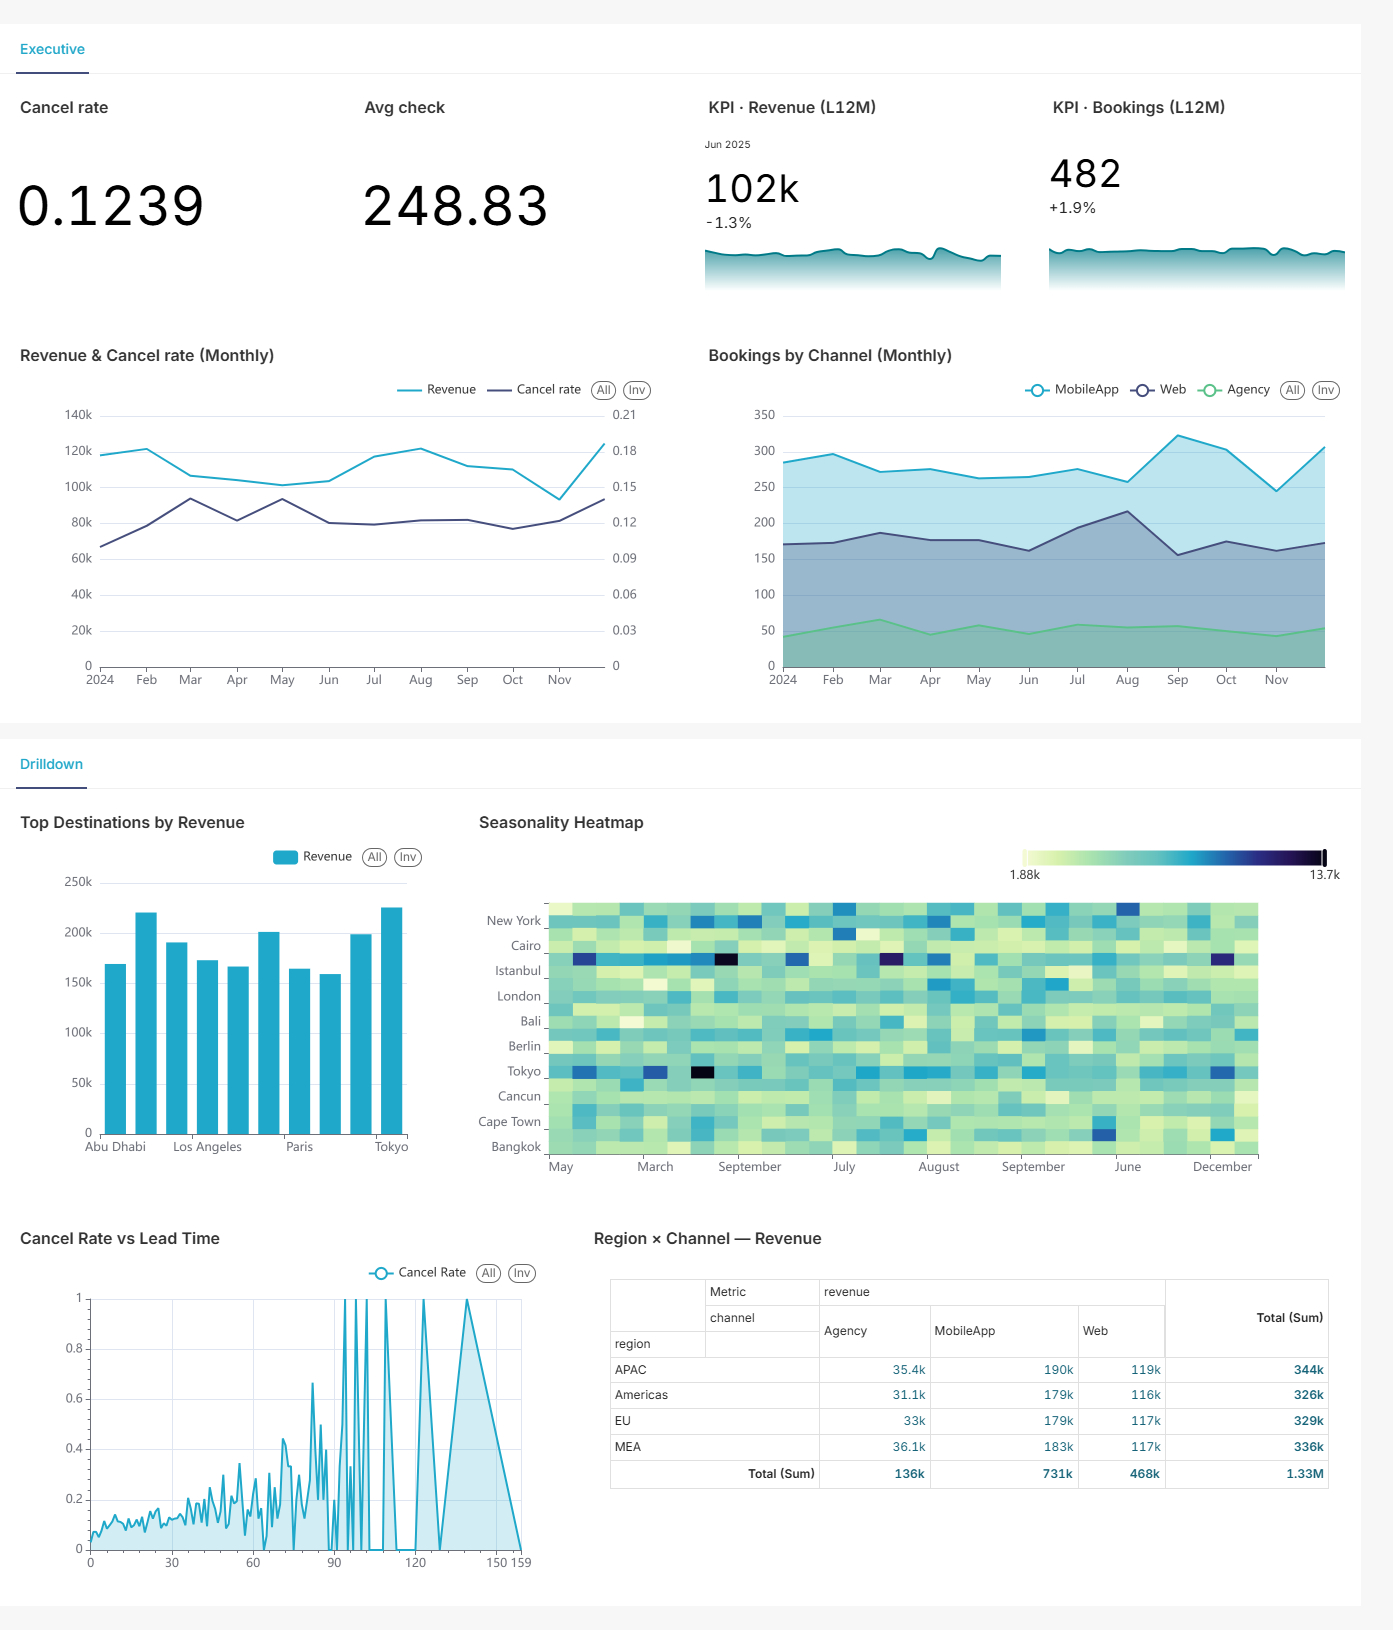 Executive
Cancel rate
Avg check
KPI · Revenue (L12M)
KPI · Bookings (L12M)
0.1239
248.83
Jun 2025
102k
-1.3%
482
+1.9%
Revenue & Cancel rate (Monthly)
Revenue Cancel rate All Inv
140k 0.21
120k 0.18
100k 0.15
80k 0.12
60k 0.09
40k 0.06
20k 0.03
0 0
2024 Feb Mar Apr May Jun Jul Aug Sep Oct Nov
Bookings by Channel (Monthly)
MobileApp Web Agency All Inv
350
300
250
200
150
100
50
0
2024 Feb Mar Apr May Jun Jul Aug Sep Oct Nov
Drilldown
Top Destinations by Revenue
Revenue All Inv
250k
200k
150k
100k
50k
0
Abu Dhabi Los Angeles Paris Tokyo
Seasonality Heatmap
1.88k 13.7k
New York
Cairo
Istanbul
London
Bali
Berlin
Tokyo
Cancun
Cape Town
Bangkok
May March September July August September June December
Cancel Rate vs Lead Time
Cancel Rate All Inv
1
0.8
0.6
0.4
0.2
0
0 30 60 90 120 150 159
Region × Channel — Revenue
Metric revenue
channel Agency MobileApp Web Total (Sum)
region
APAC 35.4k 190k 119k 344k
Americas 31.1k 179k 116k 326k
EU 33k 179k 117k 329k
MEA 36.1k 183k 117k 336k
Total (Sum) 136k 731k 468k 1.33M